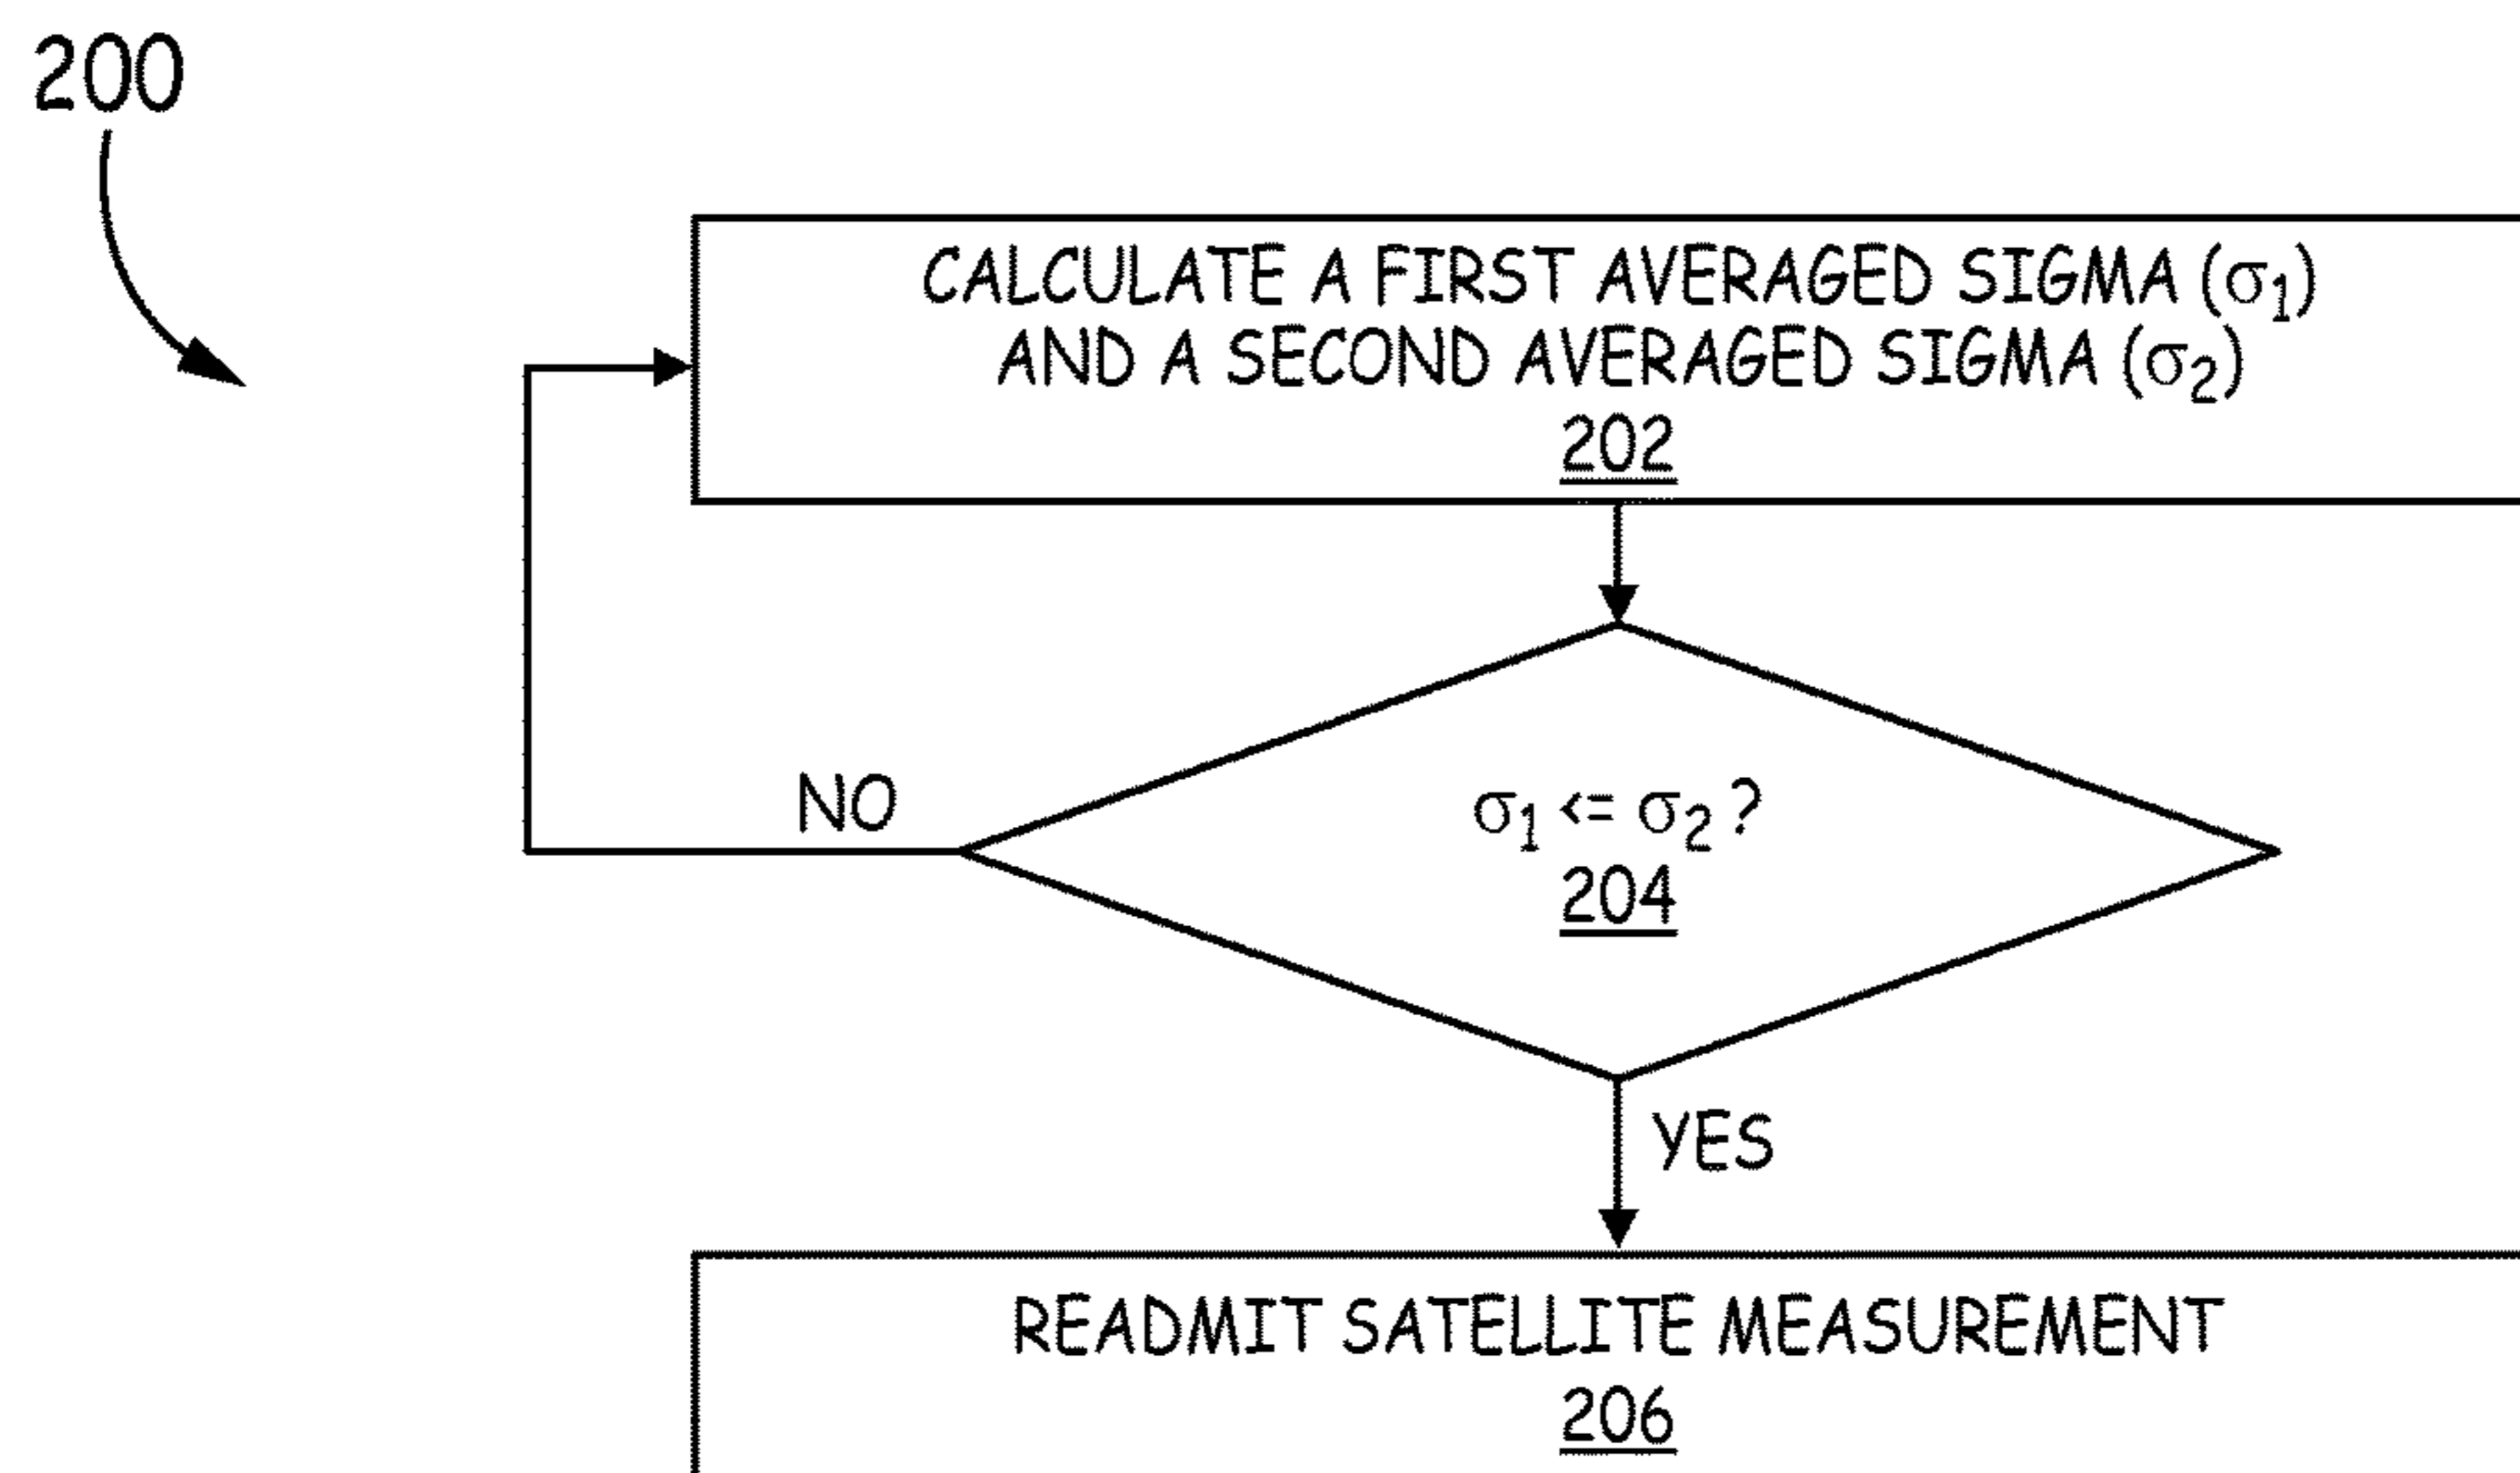 200
CALCULATE A FIRST AVERAGED SIGMA (σ₁)
AND A SECOND AVERAGED SIGMA (σ₂)
202
σ₁ <= σ₂ ?
204
NO
YES
READMIT SATELLITE MEASUREMENT
206